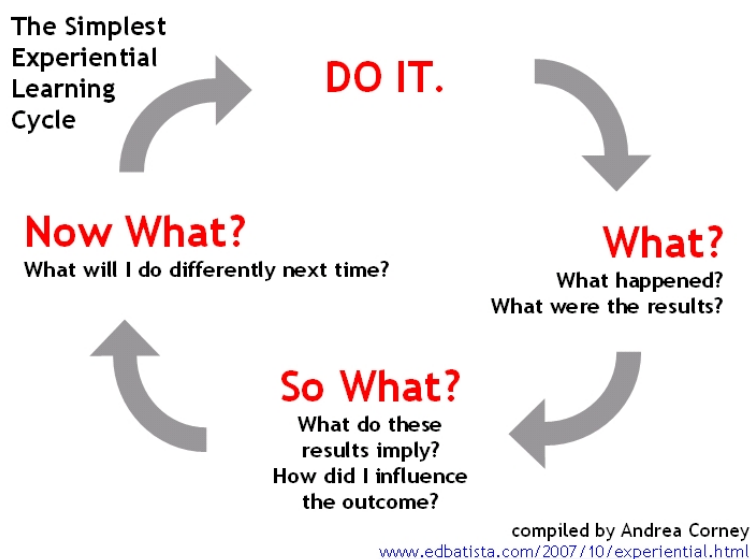 The Simplest
Experiential
Learning
Cycle
DO IT.
What?
What happened?
What were the results?
So What?
What do these
results imply?
How did I influence
the outcome?
Now What?
What will I do differently next time?
compiled by Andrea Corney
www.edbatista.com/2007/10/experiential.html